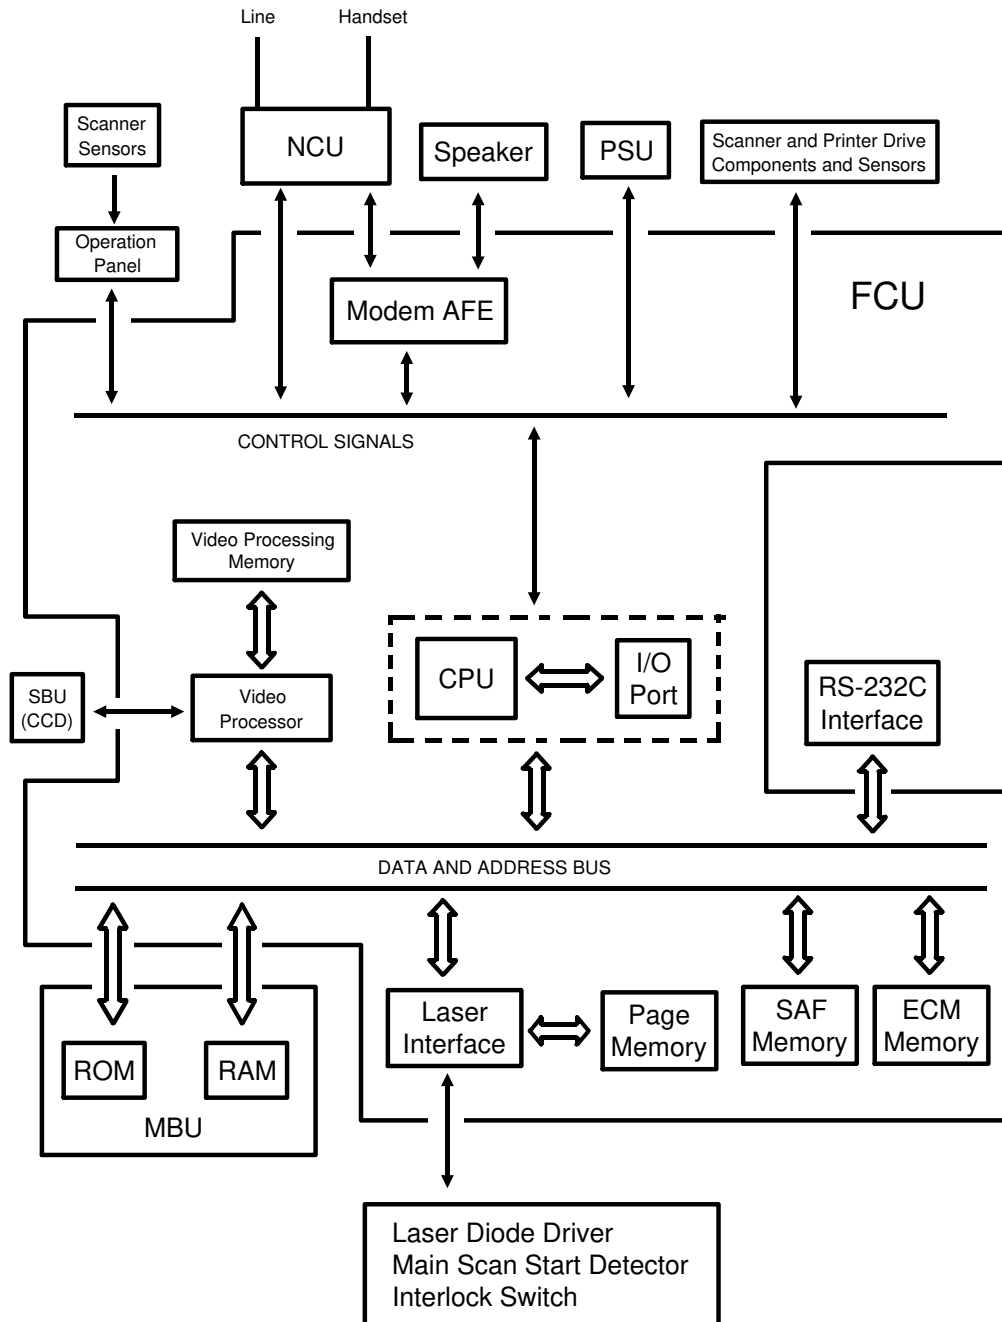 Line
Handset
Scanner
Sensors
NCU
Speaker
PSU
Scanner and Printer Drive
Components and Sensors
Operation
Panel
Modem AFE
FCU
CONTROL SIGNALS
Video Processing
Memory
CPU
I/O
Port
SBU
(CCD)
Video
Processor
RS-232C
Interface
DATA AND ADDRESS BUS
Laser
Interface
Page
Memory
SAF
Memory
ECM
Memory
ROM
RAM
MBU
Laser Diode Driver
Main Scan Start Detector
Interlock Switch